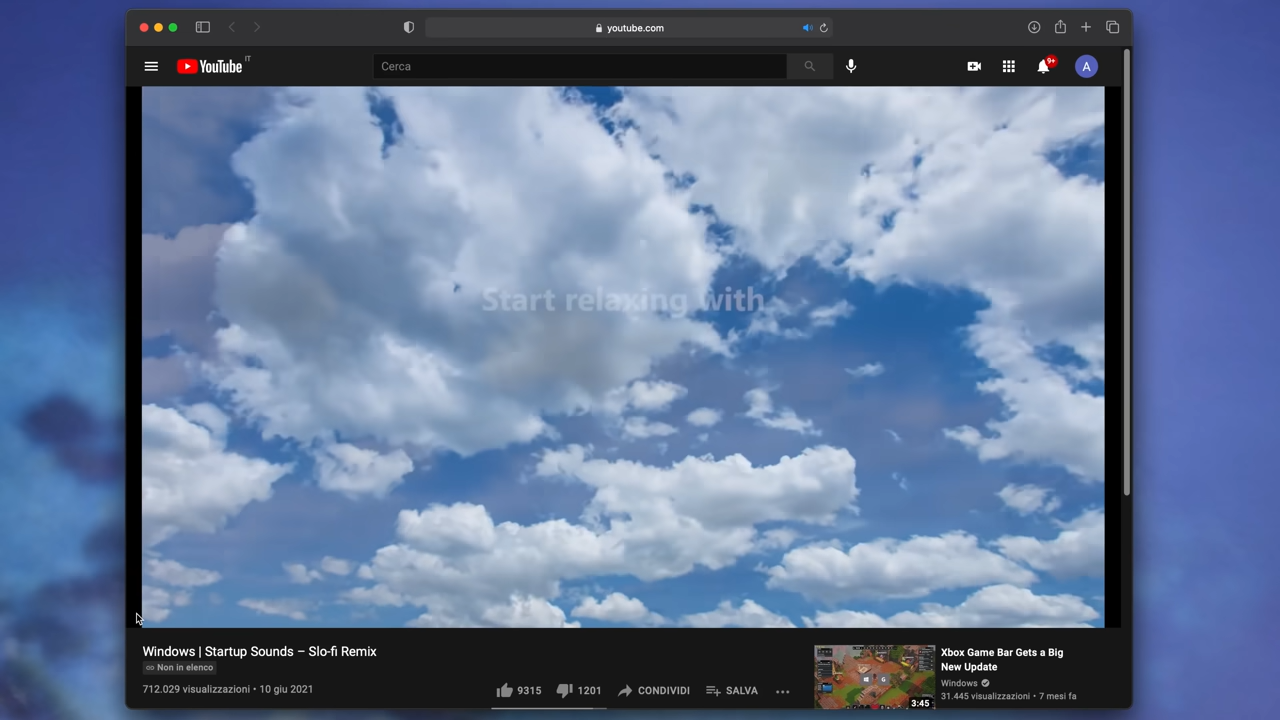 youtube.com
YouTube IT
Cerca
9+
A
Start relaxing with
Windows | Startup Sounds – Slo-fi Remix
Non in elenco
712.029 visualizzazioni • 10 giu 2021
9315
1201
CONDIVIDI
SALVA
3:45
Xbox Game Bar Gets a Big
New Update
Windows
31.445 visualizzazioni • 7 mesi fa